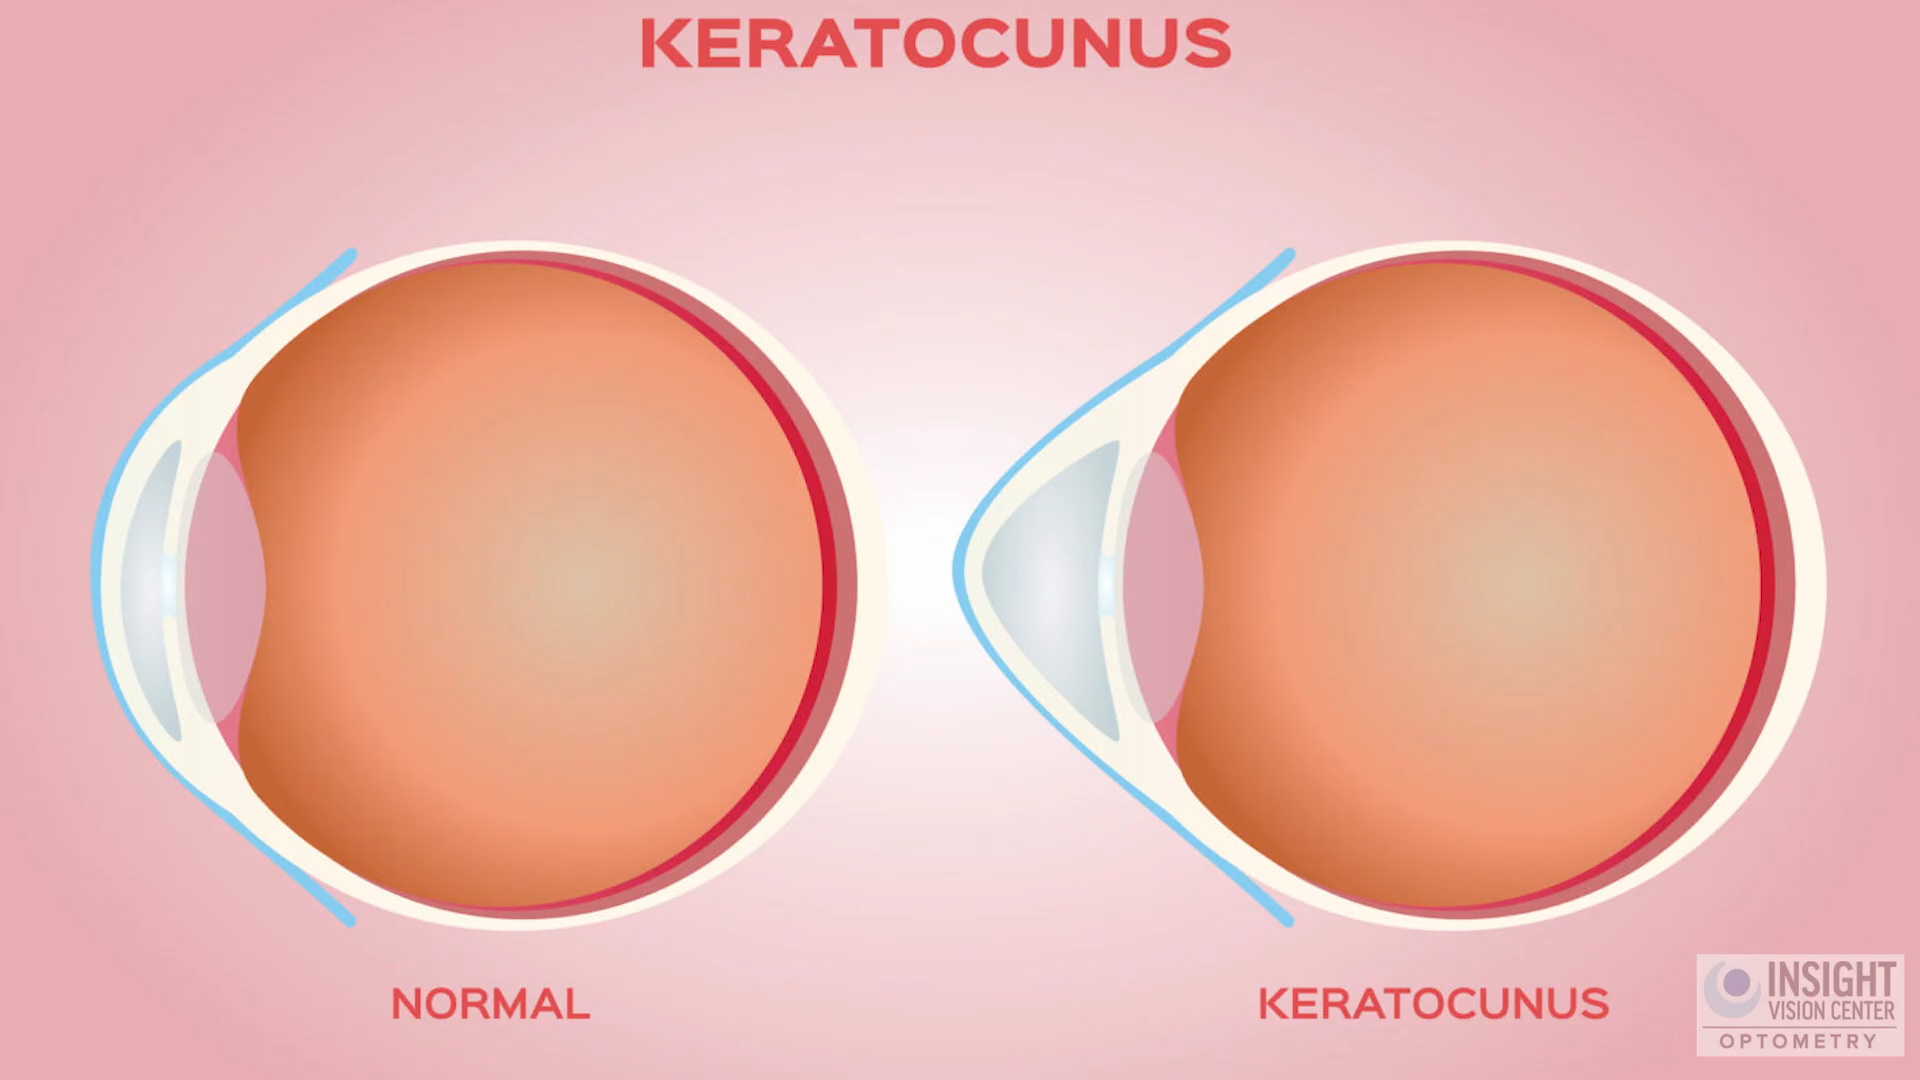 KERATOCUNUS
NORMAL
KERATOCUNUS
INSIGHT
VISION CENTER
OPTOMETRY